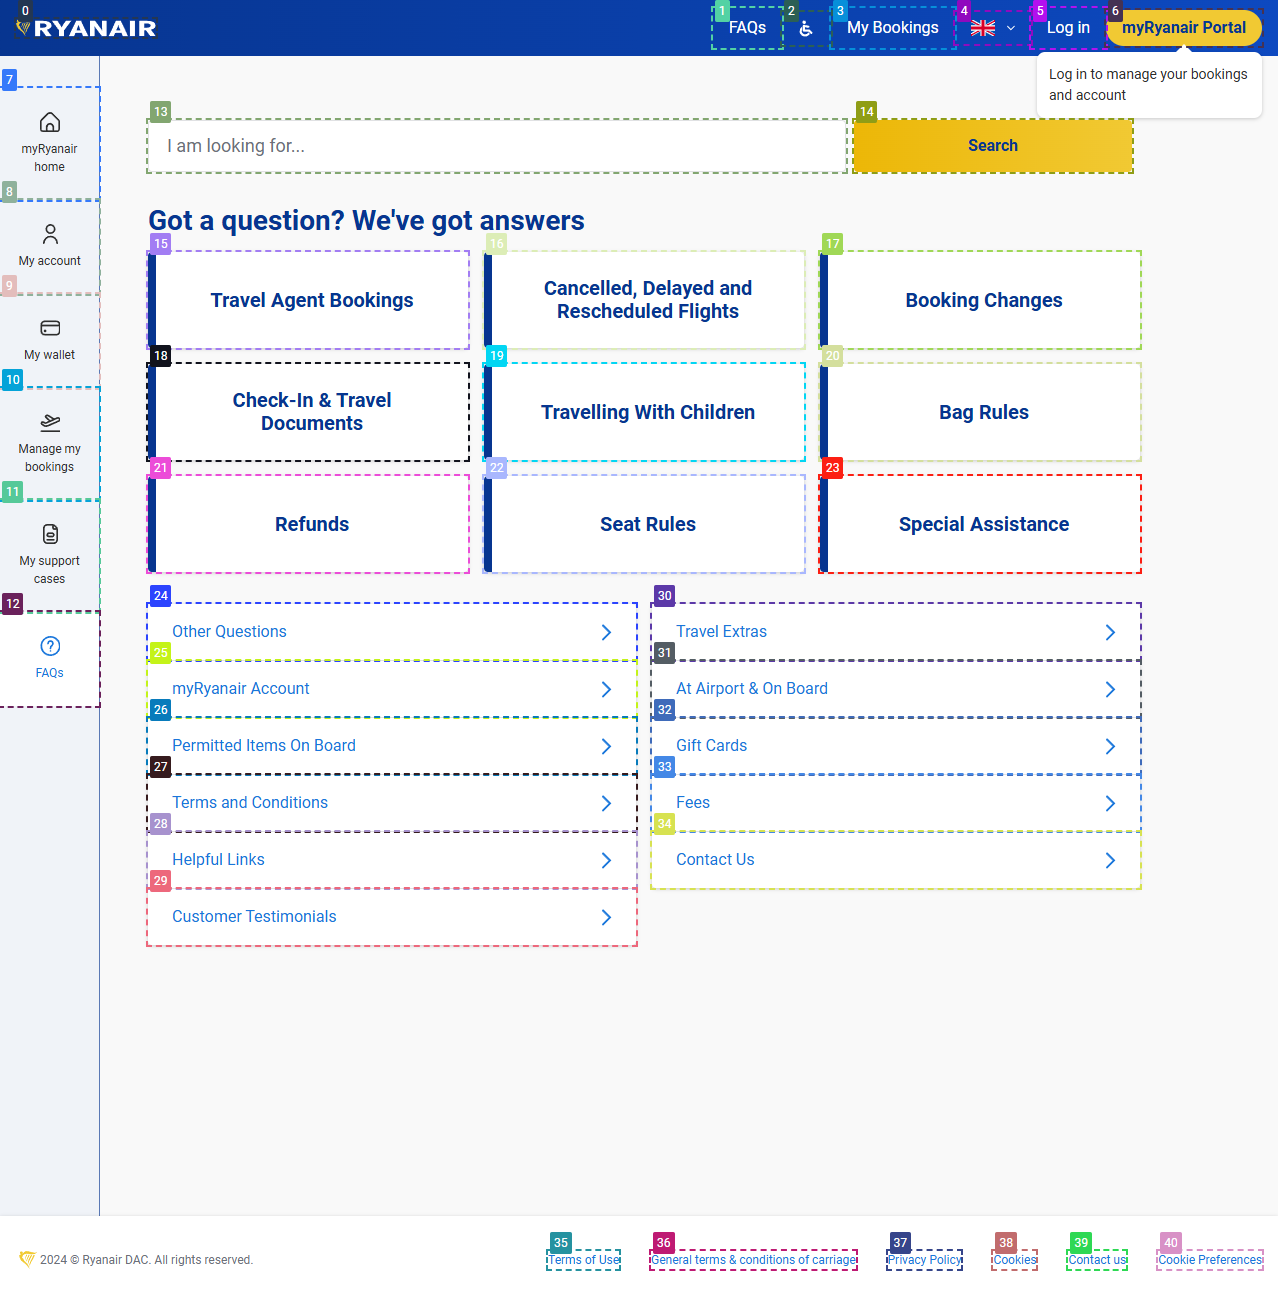 0
RYANAIR
1
FAQs
2
3
My Bookings
4
5
Log in
6
myRyanair Portal
Log in to manage your bookings
and account
7
myRyanair
home
8
My account
9
My wallet
10
Manage my
bookings
11
My support
cases
12
FAQs
13
I am looking for...
14
Search
Got a question? We've got answers
15
Travel Agent Bookings
16
Cancelled, Delayed and
Rescheduled Flights
17
Booking Changes
18
Check-In & Travel
Documents
19
Travelling With Children
20
Bag Rules
21
Refunds
22
Seat Rules
23
Special Assistance
24
Other Questions
25
myRyanair Account
26
Permitted Items On Board
27
Terms and Conditions
28
Helpful Links
29
Customer Testimonials
30
Travel Extras
31
At Airport & On Board
32
Gift Cards
33
Fees
34
Contact Us
2024 © Ryanair DAC. All rights reserved.
35
Terms of Use
36
General terms & conditions of carriage
37
Privacy Policy
38
Cookies
39
Contact us
40
Cookie Preferences